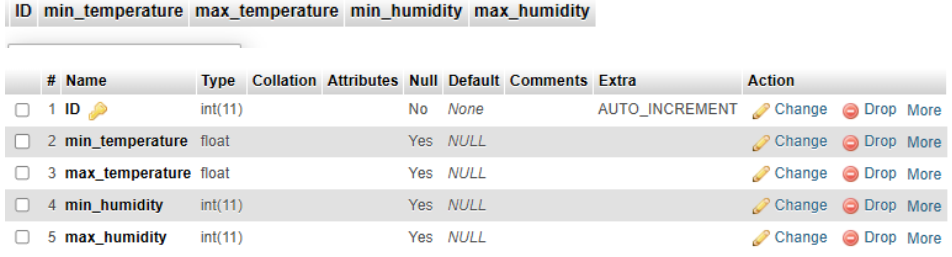 ID min_temperature max_temperature min_humidity max_humidity
# Name Type Collation Attributes Null Default Comments Extra Action
1 ID int(11) No None AUTO_INCREMENT Change Drop More
2 min_temperature float Yes NULL Change Drop More
3 max_temperature float Yes NULL Change Drop More
4 min_humidity int(11) Yes NULL Change Drop More
5 max_humidity int(11) Yes NULL Change Drop More